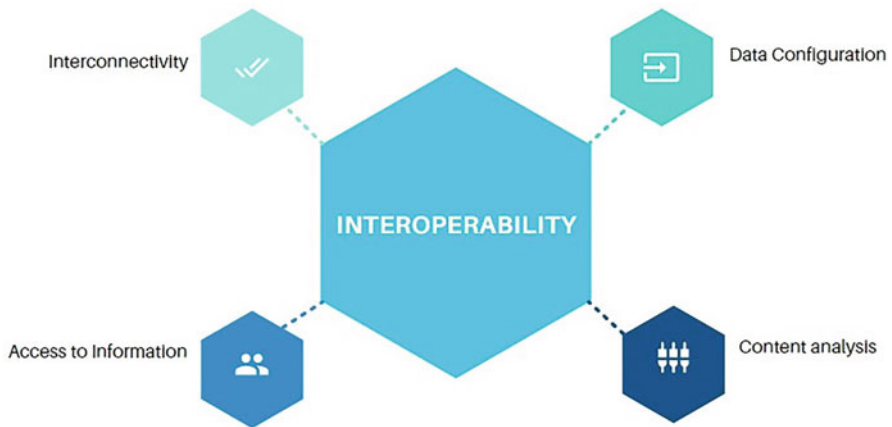 Interconnectivity
Data Configuration
INTEROPERABILITY
Access to Information
Content analysis